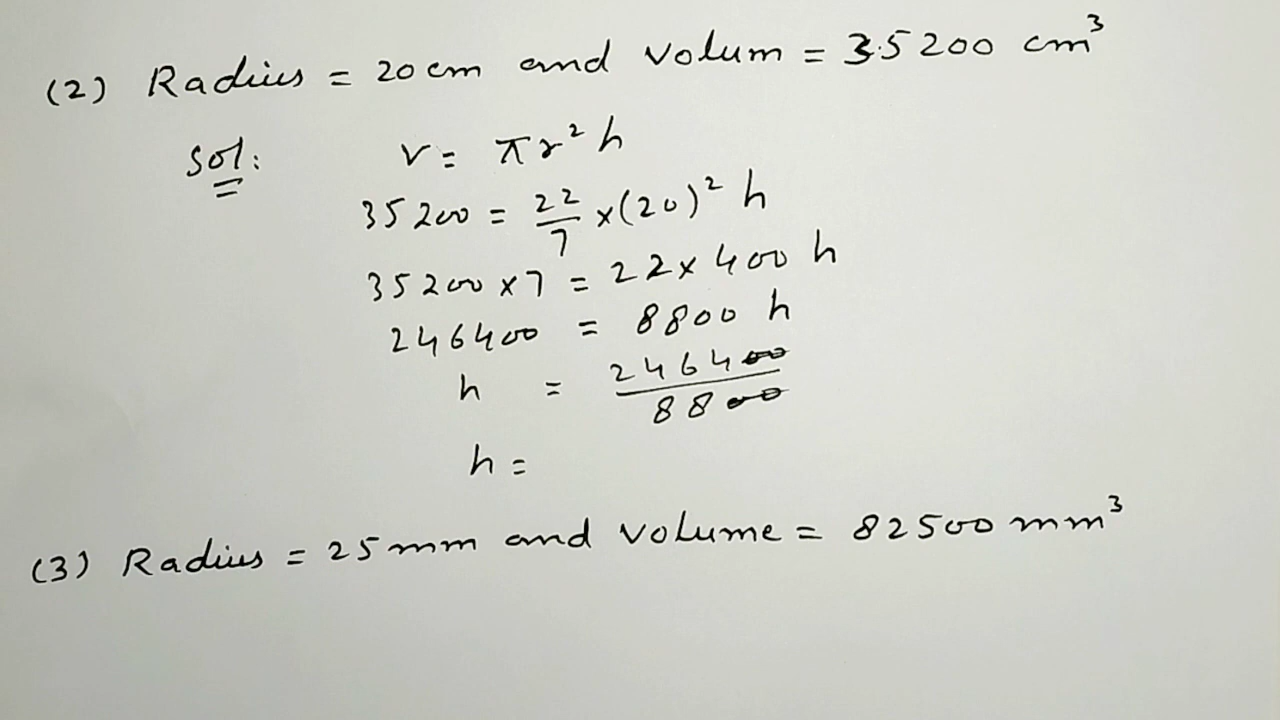 (2) Radius = 20 cm and volum = 35200 cm³
Sol: V = πr²h
35200 = 22/7 ×(20)² h
35200 ×7 = 22× 400 h
246400 = 8800 h
h = 246400/8800
h =
(3) Radius = 25 mm and volume = 82500 mm³